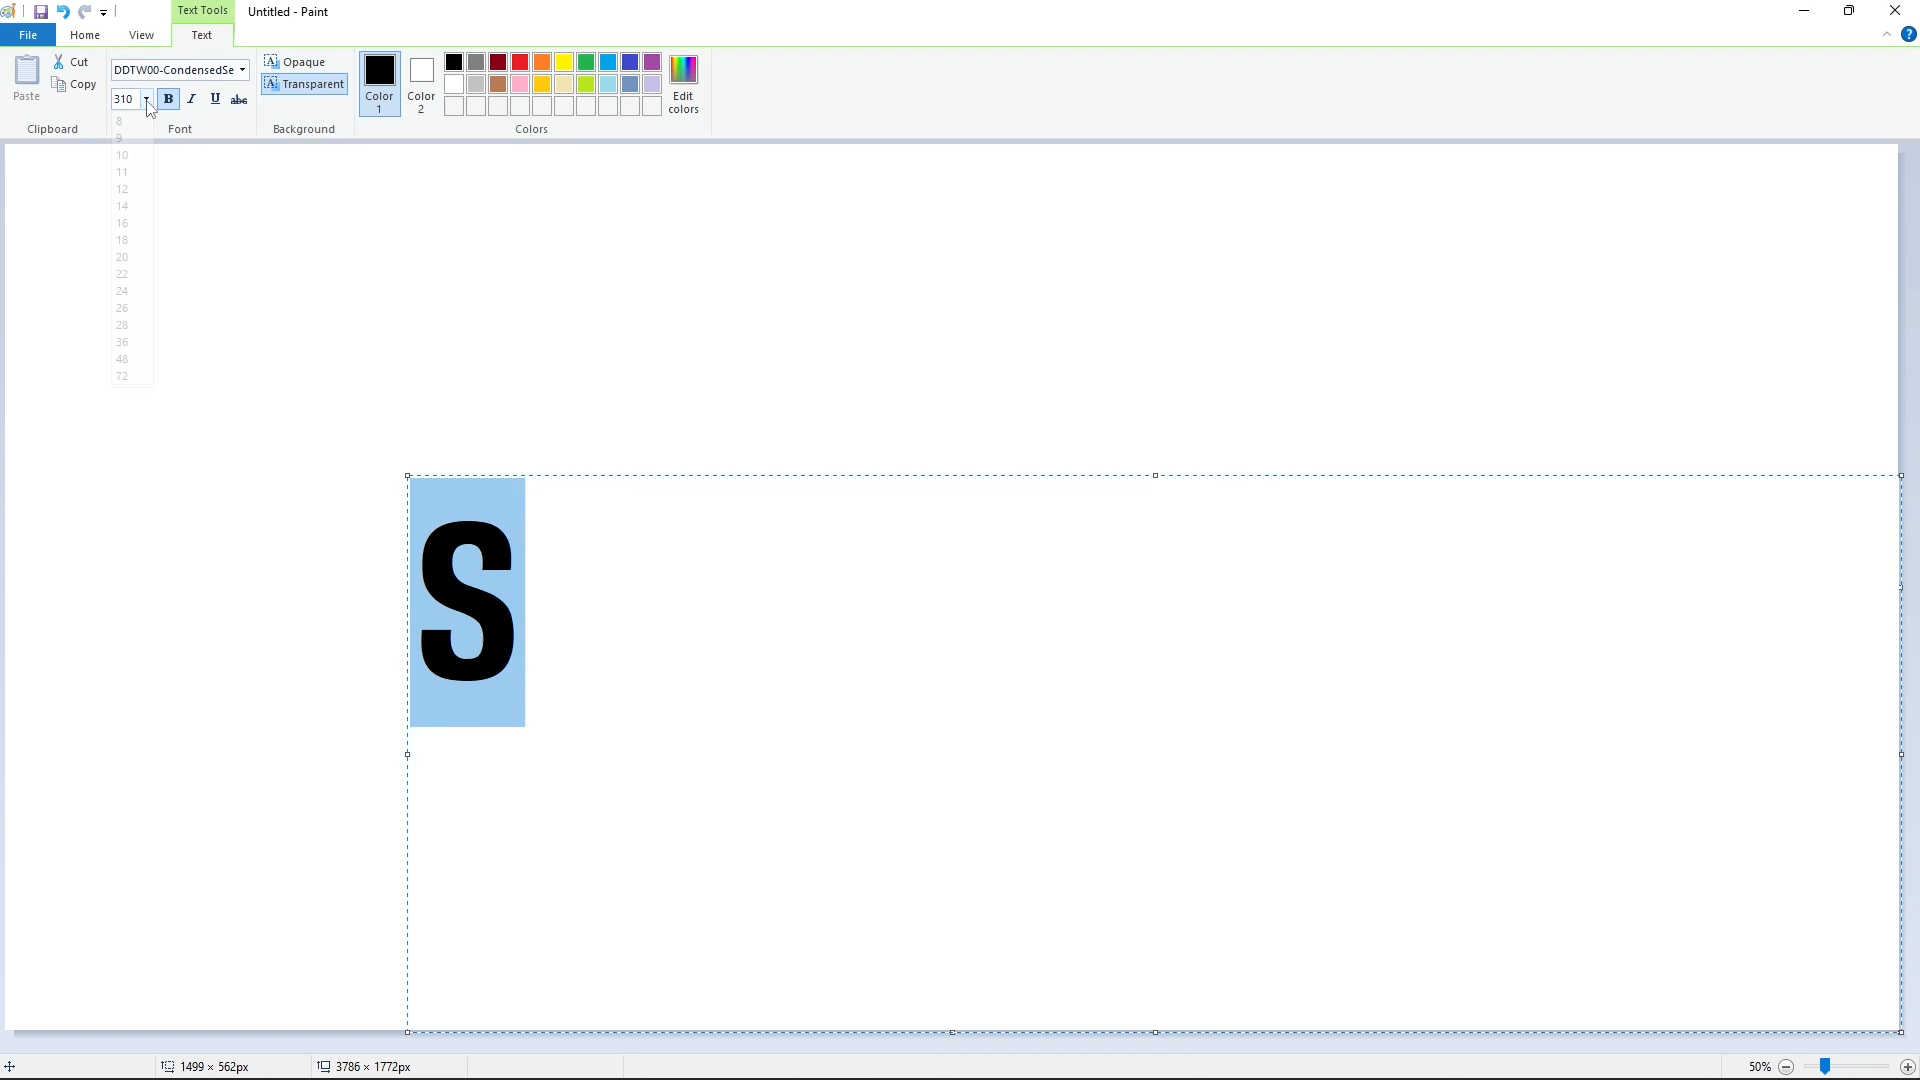 Text Tools
Untitled - Paint
File
Home
View
Text
?
Paste
Cut
Copy
Clipboard
DDTW00-CondensedSe
310
B
I
U
abc
Font
Opaque
Transparent
Background
Color
1
Color
2
Colors
Edit
colors
8
9
10
11
12
14
16
18
20
22
24
26
28
36
48
72
S
1499 × 562px
3786 × 1772px
50%